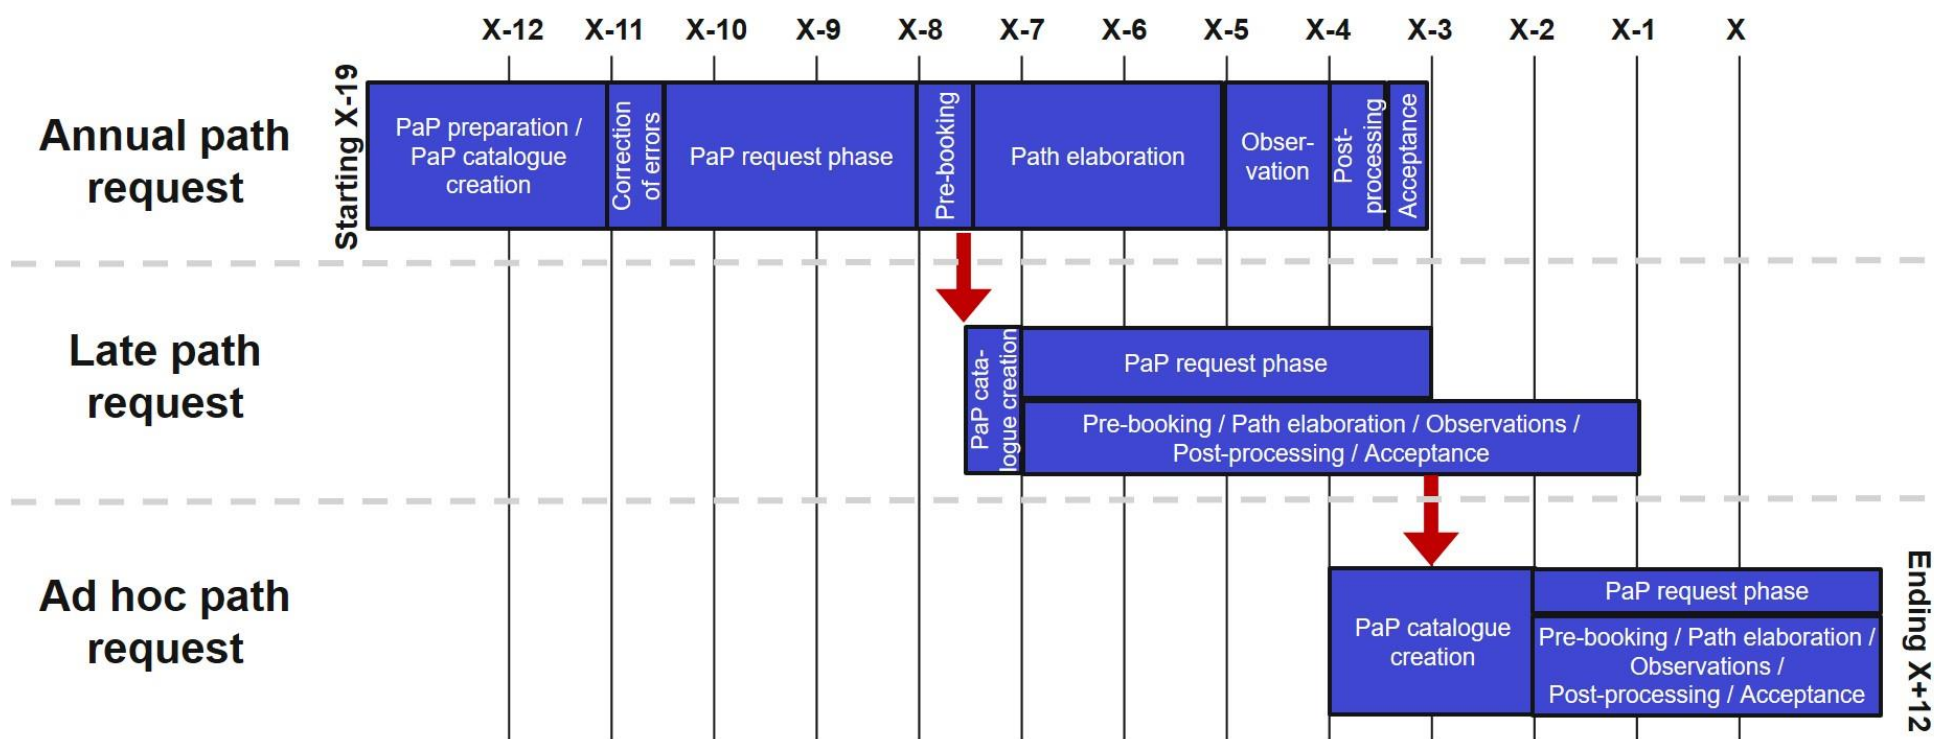 X-12 X-11 X-10 X-9 X-8 X-7 X-6 X-5 X-4 X-3 X-2 X-1 X
Annual path
request
Starting X-19
PaP preparation /
PaP catalogue
creation
Correction
of errors
PaP request phase
Pre-booking
Path elaboration
Obser-
vation
Post-
processing
Acceptance
Late path
request
PaP cata-
logue creation
PaP request phase
Pre-booking / Path elaboration / Observations /
Post-processing / Acceptance
Ad hoc path
request
PaP catalogue
creation
PaP request phase
Pre-booking / Path elaboration /
Observations /
Post-processing / Acceptance
Ending X+12